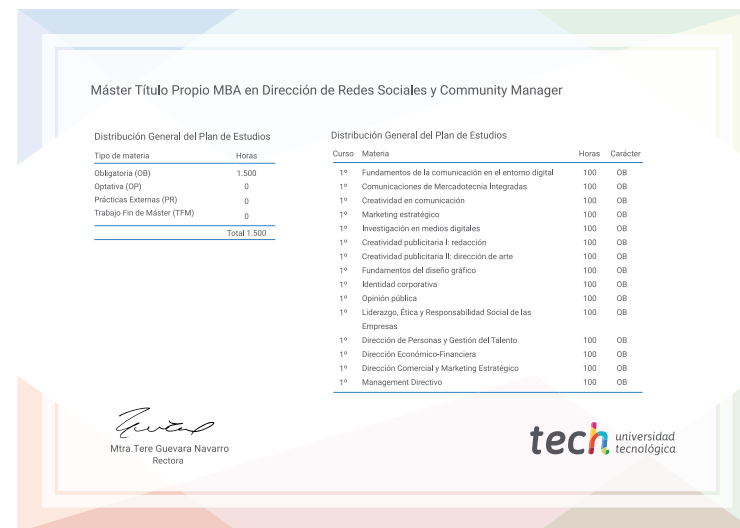 Máster Título Propio MBA en Dirección de Redes Sociales y Community Manager
Distribución General del Plan de Estudios
Tipo de materia Horas
Obligatoria (OB) 1.500
Optativa (OP) 0
Prácticas Externas (PR) 0
Trabajo Fin de Máster (TFM) 0
Total 1.500
Distribución General del Plan de Estudios
Curso Materia Horas Carácter
1º Fundamentos de la comunicación en el entorno digital 100 OB
1º Comunicaciones de Mercadotecnia Integradas 100 OB
1º Creatividad en comunicación 100 OB
1º Marketing estratégico 100 OB
1º Investigación en medios digitales 100 OB
1º Creatividad publicitaria I: redacción 100 OB
1º Creatividad publicitaria II: dirección de arte 100 OB
1º Fundamentos del diseño gráfico 100 OB
1º Identidad corporativa 100 OB
1º Opinión pública 100 OB
1º Liderazgo, Ética y Responsabilidad Social de las 100 OB
Empresas
1º Dirección de Personas y Gestión del Talento 100 OB
1º Dirección Económico-Financiera 100 OB
1º Dirección Comercial y Marketing Estratégico 100 OB
1º Management Directivo 100 OB
Mtra.Tere Guevara Navarro
Rectora
tech universidad
tecnológica